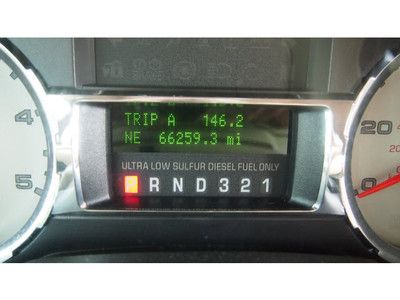 TRIP A 146.2
NE 66259.3 mi
ULTRA LOW SULFUR DIESEL FUEL ONLY
P R N D 3 2 1
4
5
20
0